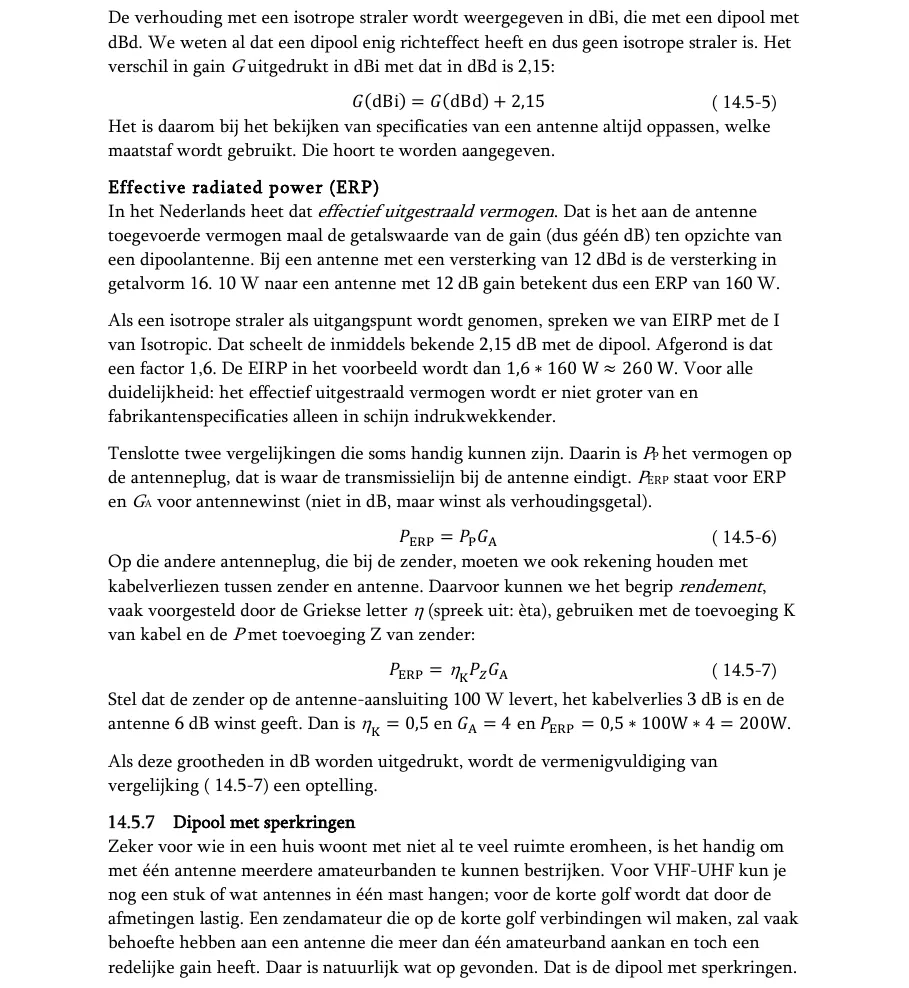 De verhouding met een isotrope straler wordt weergegeven in dBi, die met een dipool met
dBd. We weten al dat een dipool enig richteffect heeft en dus geen isotrope straler is. Het
verschil in gain G uitgedrukt in dBi met dat in dBd is 2,15:
G(dBi) = G(dBd) + 2,15 ( 14.5-5)
Het is daarom bij het bekijken van specificaties van een antenne altijd oppassen, welke
maatstaf wordt gebruikt. Die hoort te worden aangegeven.
Effective radiated power (ERP)
In het Nederlands heet dat effectief uitgestraald vermogen. Dat is het aan de antenne
toegevoerde vermogen maal de getalswaarde van de gain (dus géén dB) ten opzichte van
een dipoolantenne. Bij een antenne met een versterking van 12 dBd is de versterking in
getalvorm 16. 10 W naar een antenne met 12 dB gain betekent dus een ERP van 160 W.
Als een isotrope straler als uitgangspunt wordt genomen, spreken we van EIRP met de I
van Isotropic. Dat scheelt de inmiddels bekende 2,15 dB met de dipool. Afgerond is dat
een factor 1,6. De EIRP in het voorbeeld wordt dan 1,6 ∗ 160 W ≈ 260 W. Voor alle
duidelijkheid: het effectief uitgestraald vermogen wordt er niet groter van en
fabrikantenspecificaties alleen in schijn indrukwekkender.
Tenslotte twee vergelijkingen die soms handig kunnen zijn. Daarin is PP het vermogen op
de antenneplug, dat is waar de transmissielijn bij de antenne eindigt. PERP staat voor ERP
en GA voor antennewinst (niet in dB, maar winst als verhoudingsgetal).
PERP = PPGA ( 14.5-6)
Op die andere antenneplug, die bij de zender, moeten we ook rekening houden met
kabelverliezen tussen zender en antenne. Daarvoor kunnen we het begrip rendement,
vaak voorgesteld door de Griekse letter η (spreek uit: èta), gebruiken met de toevoeging K
van kabel en de P met toevoeging Z van zender:
PERP = ηKPZGA ( 14.5-7)
Stel dat de zender op de antenne-aansluiting 100 W levert, het kabelverlies 3 dB is en de
antenne 6 dB winst geeft. Dan is ηK = 0,5 en GA = 4 en PERP = 0,5 ∗ 100W ∗ 4 = 200W.
Als deze grootheden in dB worden uitgedrukt, wordt de vermenigvuldiging van
vergelijking ( 14.5-7) een optelling.
14.5.7 Dipool met sperkringen
Zeker voor wie in een huis woont met niet al te veel ruimte eromheen, is het handig om
met één antenne meerdere amateurbanden te kunnen bestrijken. Voor VHF-UHF kun je
nog een stuk of wat antennes in één mast hangen; voor de korte golf wordt dat door de
afmetingen lastig. Een zendamateur die op de korte golf verbindingen wil maken, zal vaak
behoefte hebben aan een antenne die meer dan één amateurband aankan en toch een
redelijke gain heeft. Daar is natuurlijk wat op gevonden. Dat is de dipool met sperkringen.